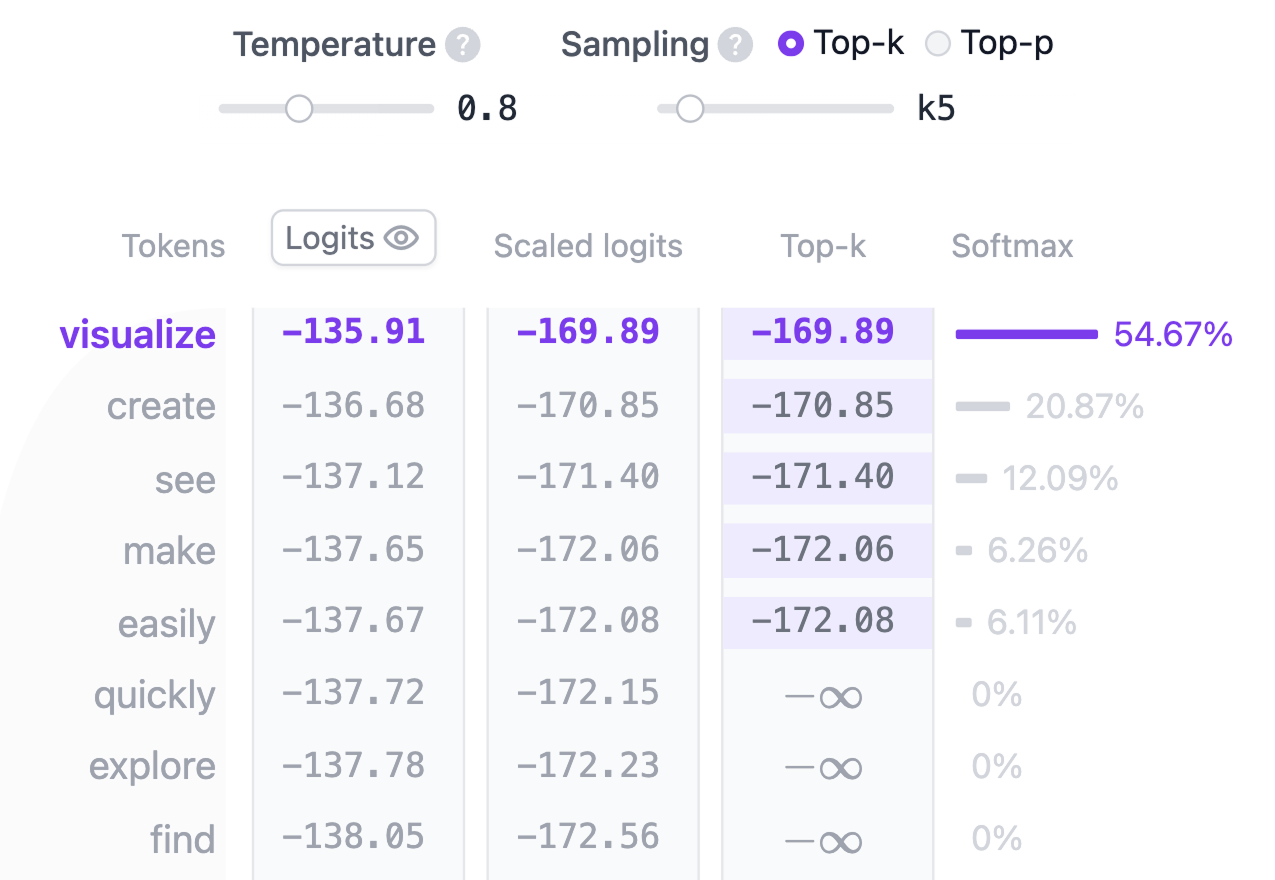 Temperature ? Sampling ? Top-k Top-p
0.8 k5
Tokens Logits Scaled logits Top-k Softmax
visualize −135.91 −169.89 −169.89 54.67%
create −136.68 −170.85 −170.85 20.87%
see −137.12 −171.40 −171.40 12.09%
make −137.65 −172.06 −172.06 6.26%
easily −137.67 −172.08 −172.08 6.11%
quickly −137.72 −172.15 −∞ 0%
explore −137.78 −172.23 −∞ 0%
find −138.05 −172.56 −∞ 0%